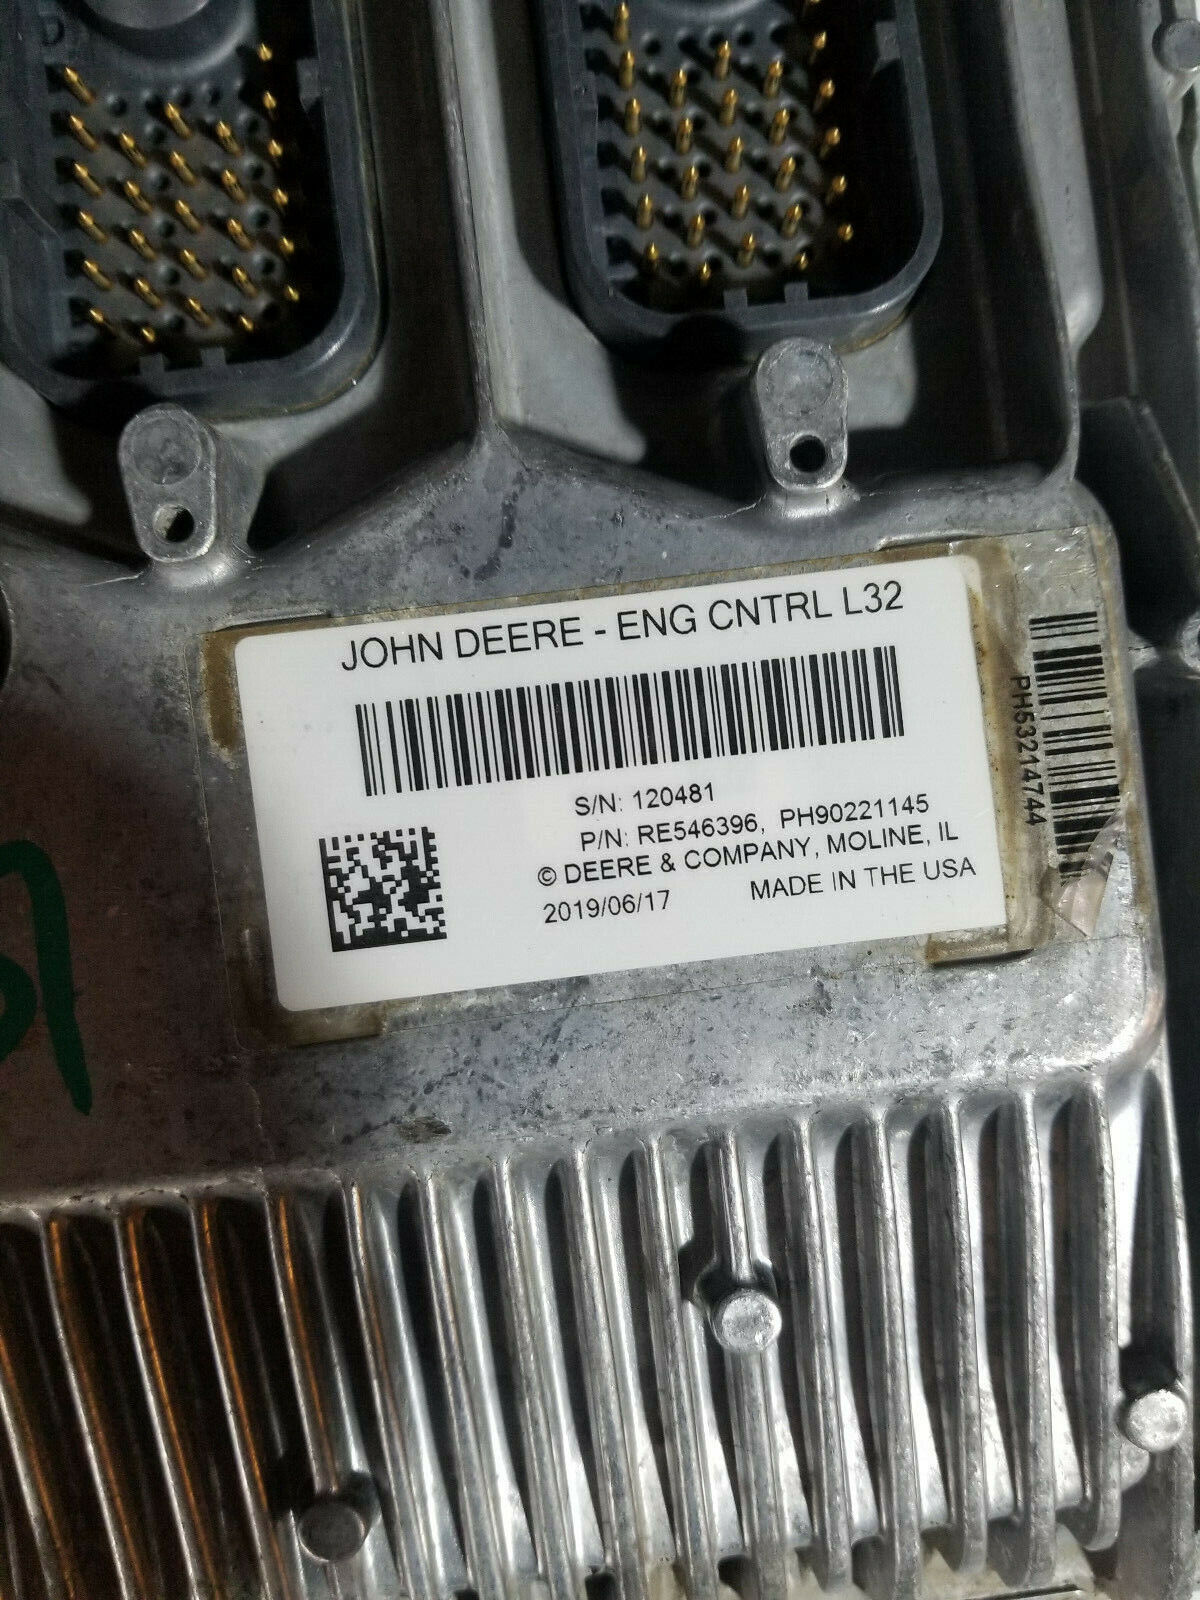 JOHN DEERE - ENG CNTRL L32
S/N: 120481
P/N: RE546396, PH90221145
© DEERE & COMPANY, MOLINE, IL
2019/06/17 MADE IN THE USA
PH53214744